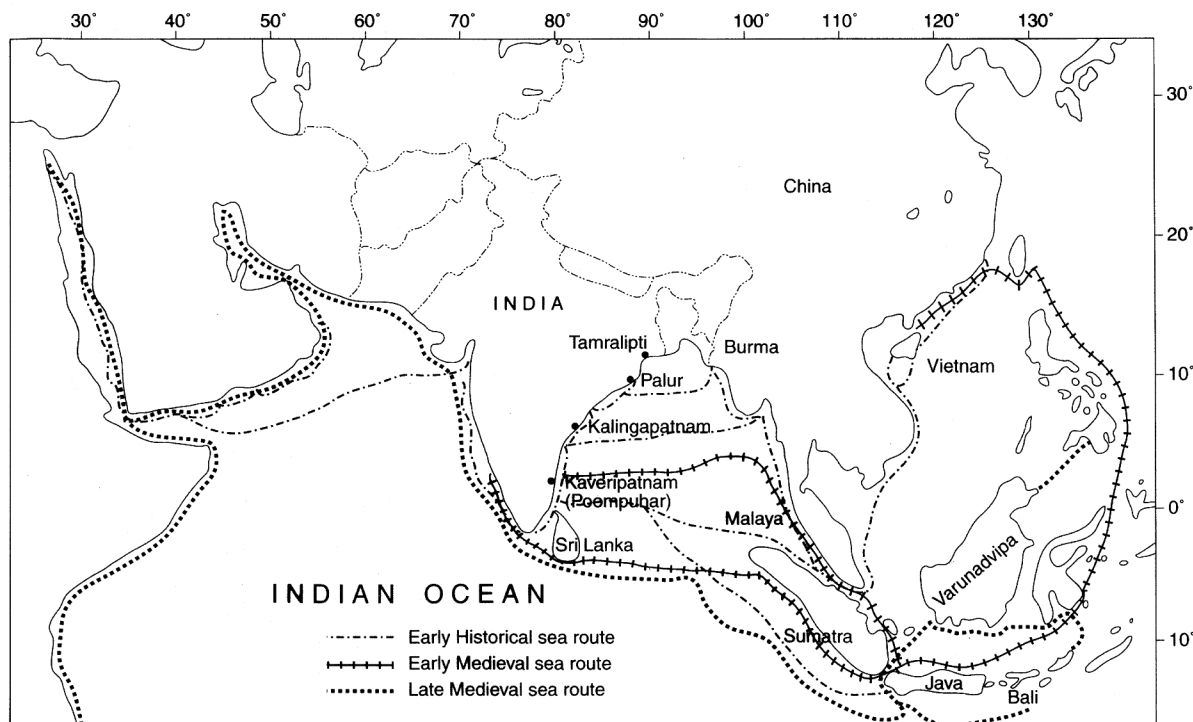 30° 40° 50° 60° 70° 80° 90° 100° 110° 120° 130°
30°
China
20°
INDIA
Tamralipti
Burma
Vietnam
Palur
10°
Kalingapatnam
Kaveripatnam
(Poempuhar)
Malaya
0°
Sri Lanka
Varunadvipa
INDIAN OCEAN
Early Historical sea route
Sumatra
10°
Early Medieval sea route
Java
Late Medieval sea route
Bali